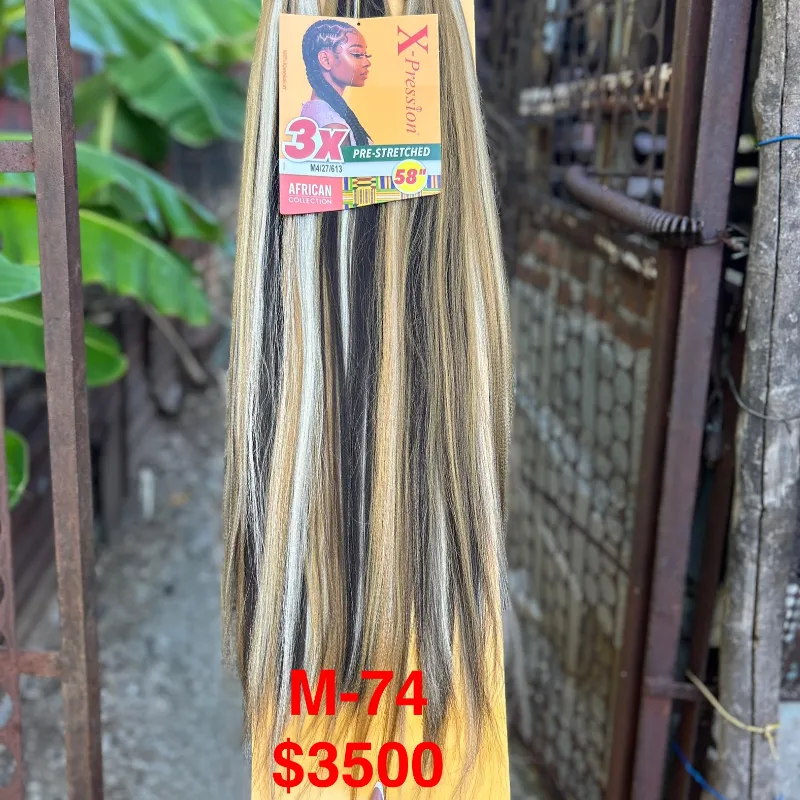 X-Pression
3X
PRE-STRETCHED
M4/27/613
58"
AFRICAN
COLLECTION
M-74
$3500